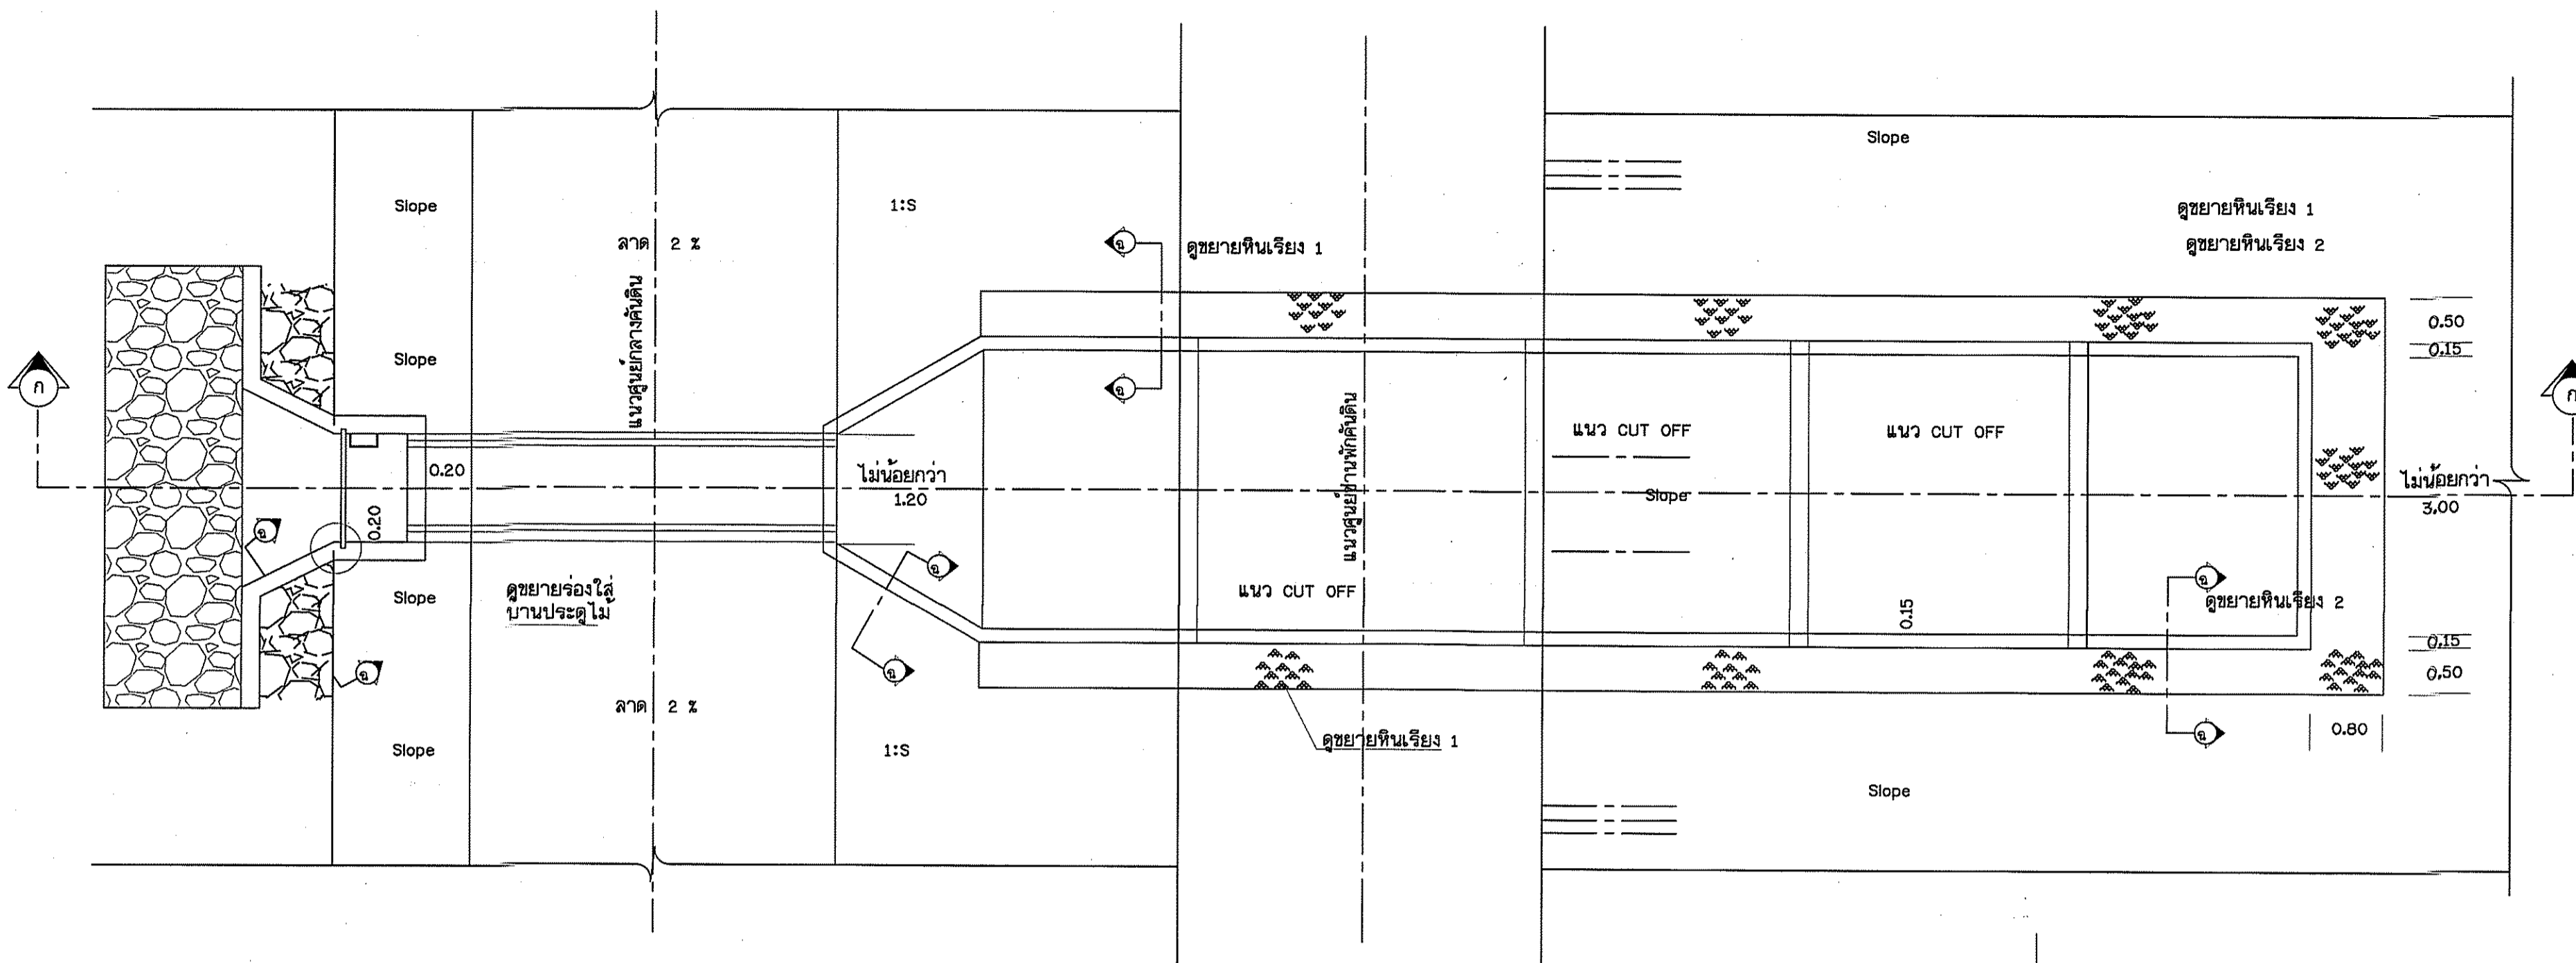 Slope
Slope
1:S
ดูขยายหินเรียง 1
ลาด 2 %
ดูขยายหินเรียง 1
ดูขยายหินเรียง 2
แนวศูนย์กลางคันดิน
0.50
0.15
Slope
ก
ก
แนวศูนย์ชานพักคันดิน
แนว CUT OFF
แนว CUT OFF
0.20
ไม่น้อยกว่า
1.20
Slope
ไม่น้อยกว่า
3.00
0.20
ดูขยายร่องใส่
บานประตูไม้
Slope
แนว CUT OFF
0.15
ดูขยายหินเรียง 2
0.15
0.50
ลาด 2 %
0.80
ดูขยายหินเรียง 1
Slope
1:S
Slope